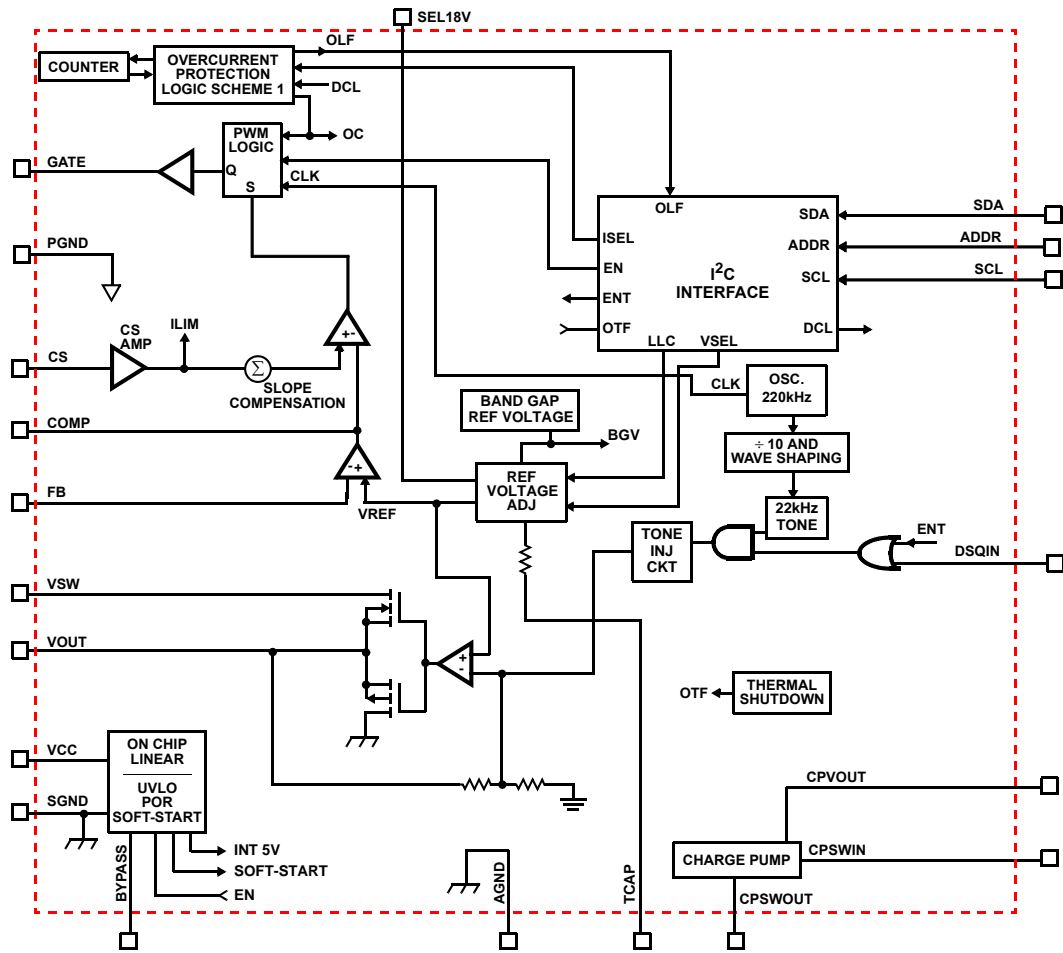 SEL18V
OLF
COUNTER
OVERCURRENT
PROTECTION
LOGIC SCHEME 1
DCL
OC
PWM
LOGIC
Q
S
CLK
GATE
OLF
SDA
SDA
ISEL
ADDR
ADDR
PGND
EN
I2C
INTERFACE
SCL
SCL
ENT
OTF
DCL
LLC
VSEL
CS
AMP
ILIM
+-
CS
Σ
SLOPE
COMPENSATION
CLK
OSC.
220kHz
BAND GAP
REF VOLTAGE
COMP
BGV
÷ 10 AND
WAVE SHAPING
-+
REF
VOLTAGE
ADJ
FB
VREF
22kHz
TONE
TONE
INJ
CKT
ENT
DSQIN
VSW
VOUT
+
-
OTF
THERMAL
SHUTDOWN
VCC
ON CHIP
LINEAR
UVLO
POR
SOFT-START
SGND
CPVOUT
INT 5V
SOFT-START
EN
BYPASS
AGND
TCAP
CHARGE PUMP
CPSWIN
CPSWOUT